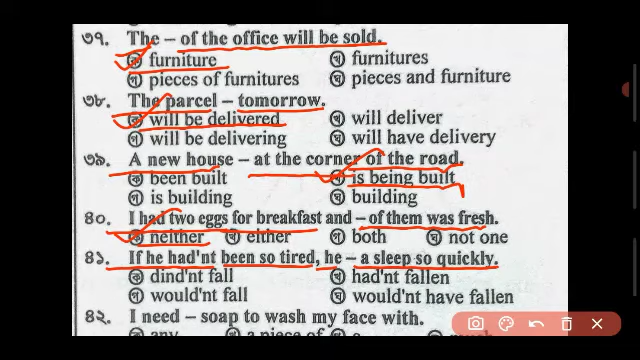 ৩৭. The – of the office will be sold.
ক furniture খ furnitures
গ pieces of furnitures ঘ pieces and furniture
৩৮. The parcel – tomorrow.
ক will be delivered খ will deliver
গ will be delivering ঘ will have delivery
৩৯. A new house – at the corner of the road.
ক been built খ is being built
গ is building ঘ building
৪০. I had two eggs for breakfast and – of them was fresh.
ক neither খ either গ both ঘ not one
৪১. If he had'nt been so tired, he – a sleep so quickly.
ক dind'nt fall খ had'nt fallen
গ would'nt fall ঘ would'nt have fallen
৪২. I need – soap to wash my face with.
any a piece of